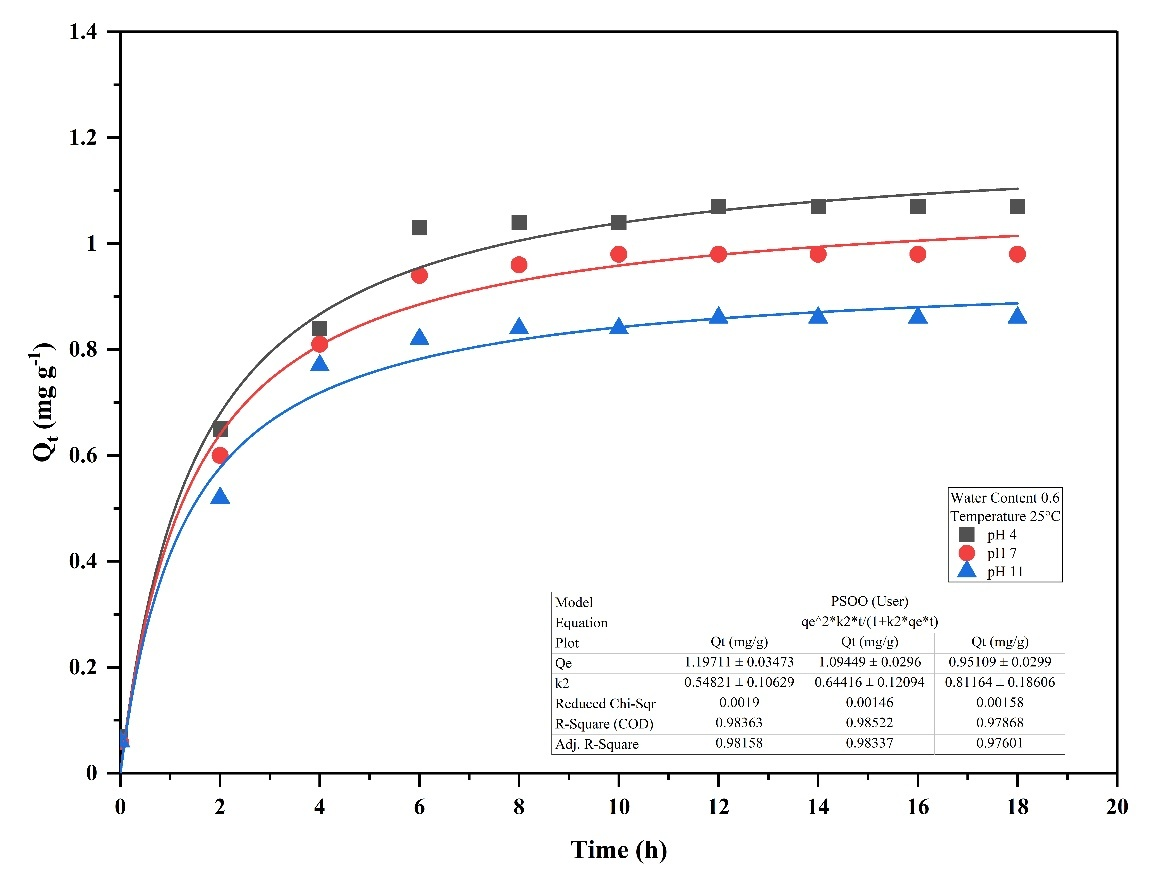 1.4
1.2
1
0.8
0.6
0.4
0.2
0
Qt (mg g-1)
Water Content 0.6
Temperature 25°C
pH 4
pH 7
pH 11
Model PSOO (User)
Equation qe^2*k2*t/(1+k2*qe*t)
Plot Qt (mg/g) Qt (mg/g) Qt (mg/g)
Qe 1.19711 ± 0.03473 1.09449 ± 0.0296 0.95109 ± 0.0299
k2 0.54821 ± 0.10629 0.64416 ± 0.12094 0.81164 ± 0.18606
Reduced Chi-Sqr 0.0019 0.00146 0.00158
R-Square (COD) 0.98363 0.98522 0.97868
Adj. R-Square 0.98158 0.98337 0.97601
0 2 4 6 8 10 12 14 16 18 20
Time (h)